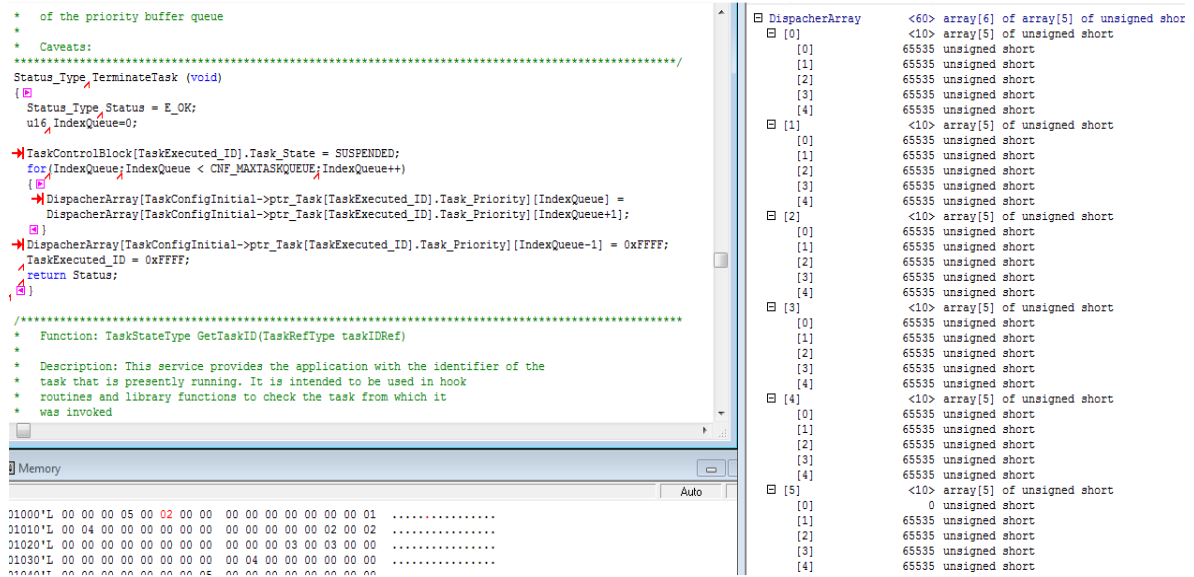 *   of the priority buffer queue
*
*   Caveats:
*****************************************************************************************************/
Status_Type TerminateTask (void)
{
Status_Type Status = E_OK;
u16 IndexQueue=0;
TaskControlBlock[TaskExecuted_ID].Task_State = SUSPENDED;
for(IndexQueue;IndexQueue < CNF_MAXTASKQUEUE;IndexQueue++)
{
DispacherArray[TaskConfigInitial->ptr_Task[TaskExecuted_ID].Task_Priority][IndexQueue] =
DispacherArray[TaskConfigInitial->ptr_Task[TaskExecuted_ID].Task_Priority][IndexQueue+1];
}
DispacherArray[TaskConfigInitial->ptr_Task[TaskExecuted_ID].Task_Priority][IndexQueue-1] = 0xFFFF;
TaskExecuted_ID = 0xFFFF;
return Status;
}
/*****************************************************************************************************
*   Function: TaskStateType GetTaskID(TaskRefType taskIDRef)
*
*   Description: This service provides the application with the identifier of the
*   task that is presently running. It is intended to be used in hook
*   routines and library functions to check the task from which it
*   was invoked
Memory
Auto
01000'L 00 00 00 05 00 02 00 00  00 00 00 00 00 00 00 01  ................
01010'L 00 04 00 00 00 00 00 00  00 00 00 00 00 02 00 02  ................
01020'L 00 00 00 00 00 00 00 00  00 00 00 03 00 03 00 00  ................
01030'L 00 00 00 00 00 00 00 00  00 04 00 00 00 00 00 00  ................
DispacherArray <60> array[6] of array[5] of unsigned shor
[0] <10> array[5] of unsigned short
[0] 65535 unsigned short
[1] 65535 unsigned short
[2] 65535 unsigned short
[3] 65535 unsigned short
[4] 65535 unsigned short
[1] <10> array[5] of unsigned short
[0] 65535 unsigned short
[1] 65535 unsigned short
[2] 65535 unsigned short
[3] 65535 unsigned short
[4] 65535 unsigned short
[2] <10> array[5] of unsigned short
[0] 65535 unsigned short
[1] 65535 unsigned short
[2] 65535 unsigned short
[3] 65535 unsigned short
[4] 65535 unsigned short
[3] <10> array[5] of unsigned short
[0] 65535 unsigned short
[1] 65535 unsigned short
[2] 65535 unsigned short
[3] 65535 unsigned short
[4] 65535 unsigned short
[4] <10> array[5] of unsigned short
[0] 65535 unsigned short
[1] 65535 unsigned short
[2] 65535 unsigned short
[3] 65535 unsigned short
[4] 65535 unsigned short
[5] <10> array[5] of unsigned short
[0] 0 unsigned short
[1] 65535 unsigned short
[2] 65535 unsigned short
[3] 65535 unsigned short
[4] 65535 unsigned short